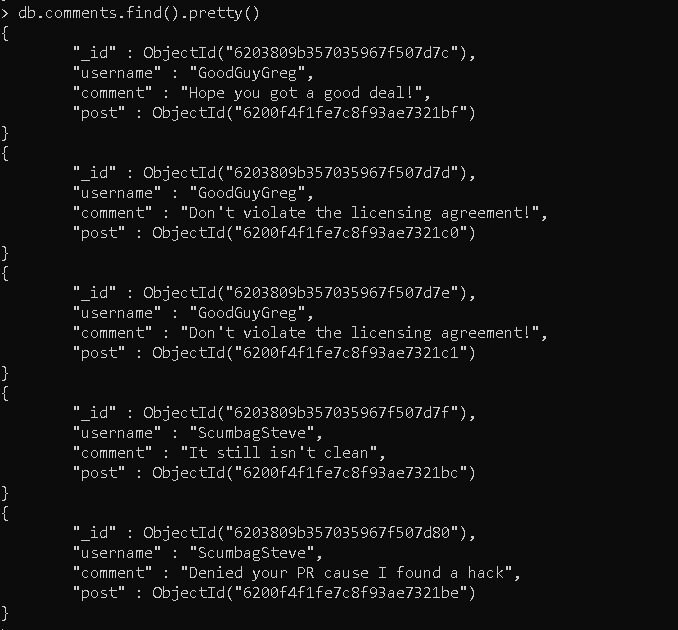 > db.comments.find().pretty()
{
"_id" : ObjectId("6203809b357035967f507d7c"),
"username" : "GoodGuyGreg",
"comment" : "Hope you got a good deal!",
"post" : ObjectId("6200f4f1fe7c8f93ae7321bf")
}
{
"_id" : ObjectId("6203809b357035967f507d7d"),
"username" : "GoodGuyGreg",
"comment" : "Don't violate the licensing agreement!",
"post" : ObjectId("6200f4f1fe7c8f93ae7321c0")
}
{
"_id" : ObjectId("6203809b357035967f507d7e"),
"username" : "GoodGuyGreg",
"comment" : "Don't violate the licensing agreement!",
"post" : ObjectId("6200f4f1fe7c8f93ae7321c1")
}
{
"_id" : ObjectId("6203809b357035967f507d7f"),
"username" : "ScumbagSteve",
"comment" : "It still isn't clean",
"post" : ObjectId("6200f4f1fe7c8f93ae7321bc")
}
{
"_id" : ObjectId("6203809b357035967f507d80"),
"username" : "ScumbagSteve",
"comment" : "Denied your PR cause I found a hack",
"post" : ObjectId("6200f4f1fe7c8f93ae7321be")
}